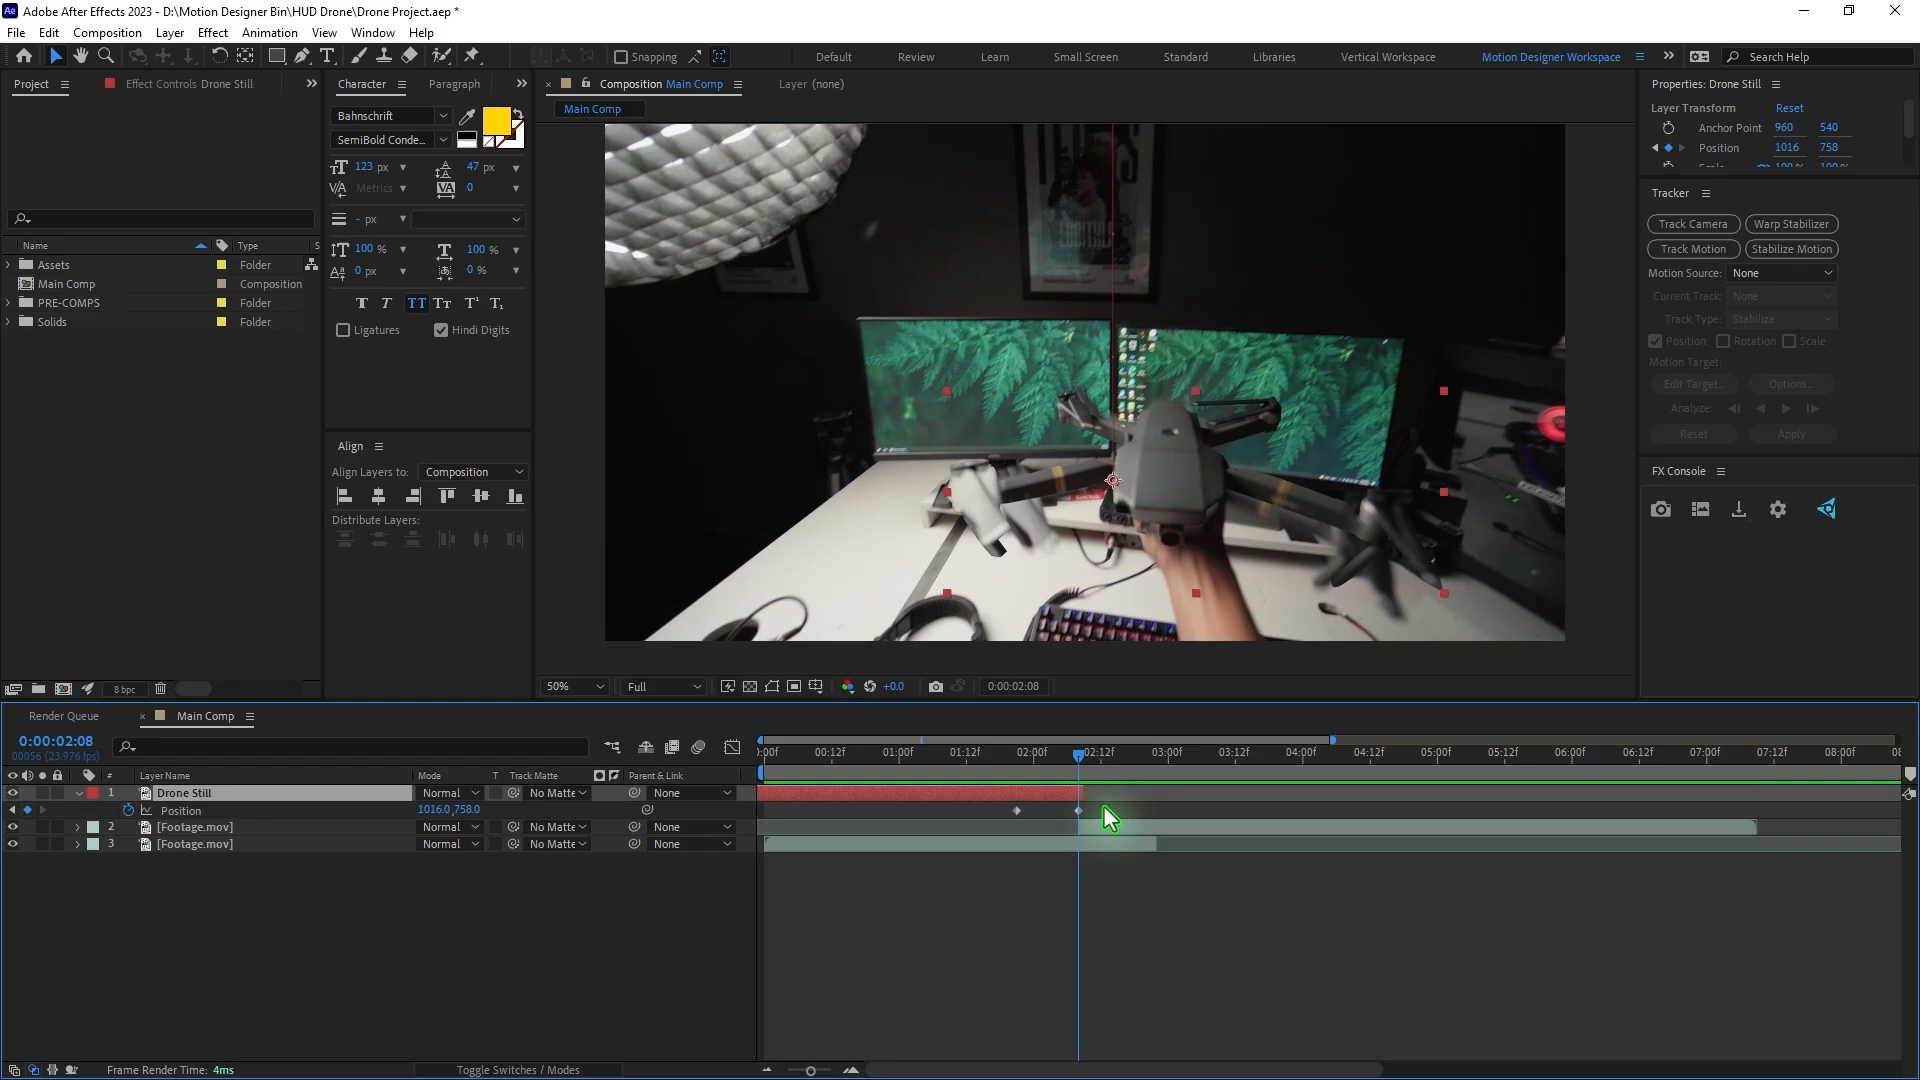 Ae Adobe After Effects 2023 - D:\Motion Designer Bin\HUD Drone\Drone Project.aep *
File Edit Composition Layer Effect Animation View Window Help
Snapping Default Review Learn Small Screen Standard Libraries Vertical Workspace Motion Designer Workspace Search Help
Project Effect Controls Drone Still
Name Type S
Assets Folder
Main Comp Composition
PRE-COMPS Folder
Solids Folder
8 bpc
Character Paragraph
Bahnschrift
SemiBold Conde...
123 px 47 px
Metrics 0
- px
100 % 100 %
0 px 0 %
Ligatures Hindi Digits
Align
Align Layers to: Composition
Distribute Layers:
Composition Main Comp Layer (none)
Main Comp
50% Full +0.0 0:00:02:08
Properties: Drone Still
Layer Transform Reset
Anchor Point 960 540
Position 1016 758
Tracker
Track Camera Warp Stabilizer
Track Motion Stabilize Motion
Motion Source: None
Current Track: None
Track Type: Stabilize
Position Rotation Scale
Motion Target:
Edit Target... Options...
Analyze:
Reset Apply
FX Console
Render Queue Main Comp
0:00:02:08
00056 (23.976 fps)
00:12f 01:00f 01:12f 02:00f 02:12f 03:00f 03:12f 04:00f 04:12f 05:00f 05:12f 06:00f 06:12f 07:00f 07:12f 08:00f
# Layer Name Mode T Track Matte Parent & Link
1 Drone Still Normal No Matte None
Position 1016.0,758.0
2 [Footage.mov] Normal No Matte None
3 [Footage.mov] Normal No Matte None
Frame Render Time: 4ms Toggle Switches / Modes